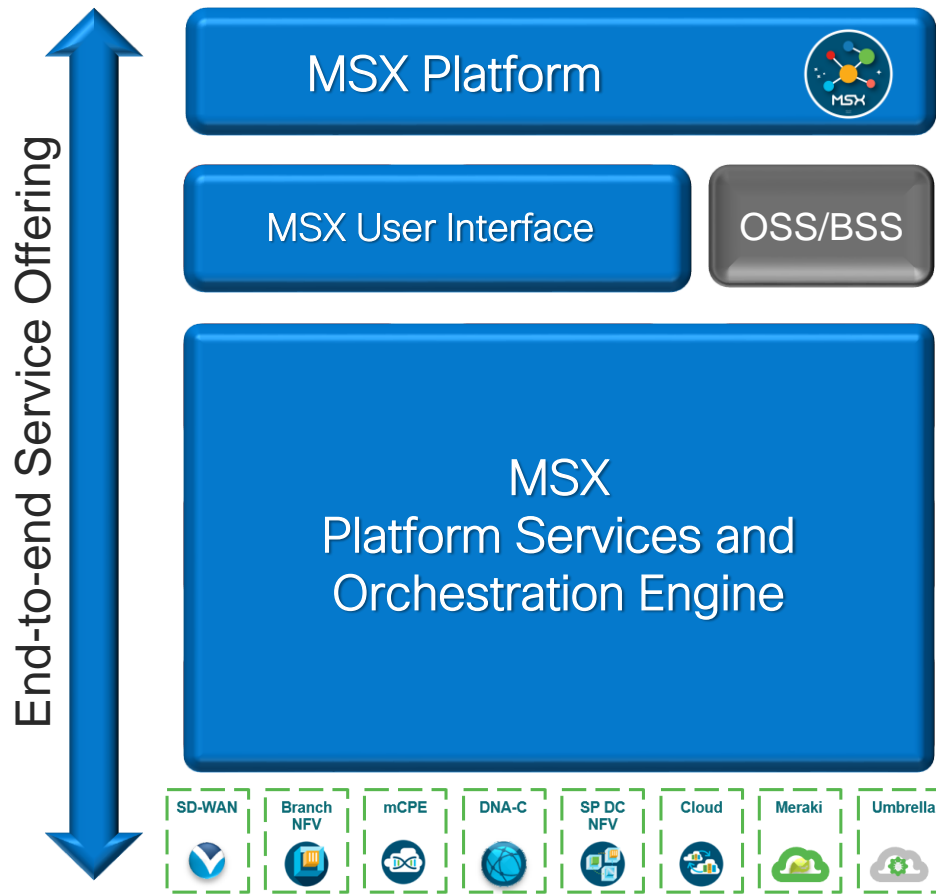 End-to-end Service Offering
MSX Platform
MSX
MSX User Interface
OSS/BSS
MSX
Platform Services and
Orchestration Engine
SD-WAN
Branch
NFV
mCPE
DNA-C
SP DC
NFV
Cloud
Meraki
Umbrella